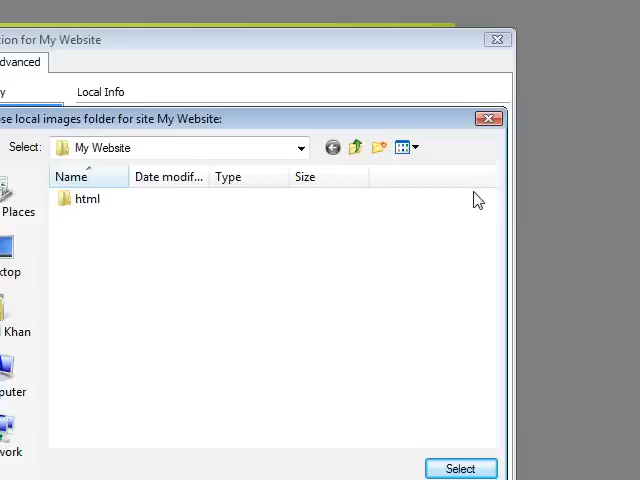 ion for My Website
dvanced
y
Local Info
se local images folder for site My Website:
Select:
My Website
Name
Date modif...
Type
Size
html
Places
ktop
l Khan
puter
work
Select